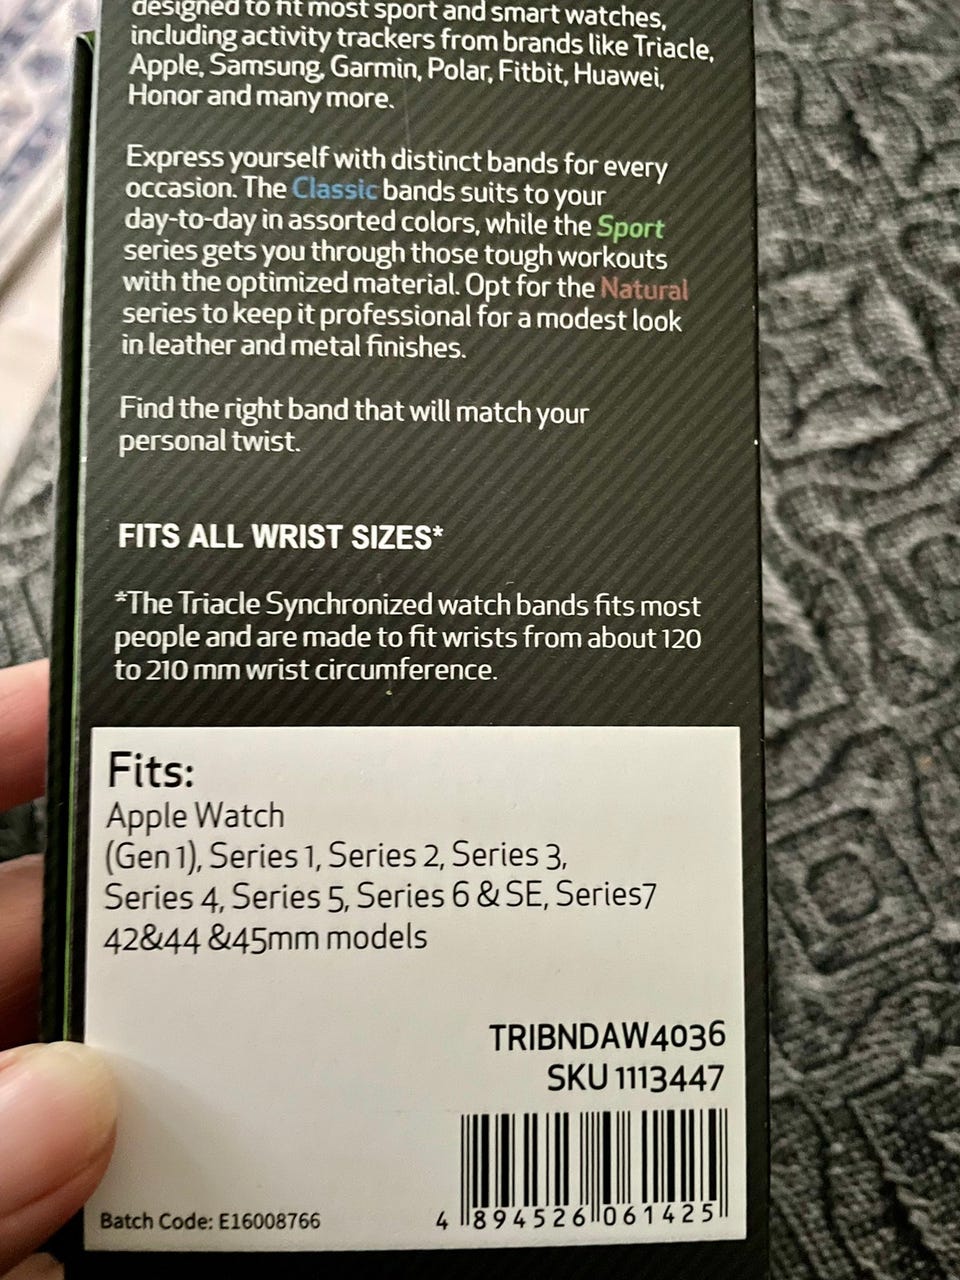 designed to fit most sport and smart watches,
including activity trackers from brands like Triacle,
Apple, Samsung, Garmin, Polar, Fitbit, Huawei,
Honor and many more.
Express yourself with distinct bands for every
occasion. The Classic bands suits to your
day-to-day in assorted colors, while the Sport
series gets you through those tough workouts
with the optimized material. Opt for the Natural
series to keep it professional for a modest look
in leather and metal finishes.
Find the right band that will match your
personal twist.
FITS ALL WRIST SIZES*
*The Triacle Synchronized watch bands fits most
people and are made to fit wrists from about 120
to 210 mm wrist circumference.
Fits:
Apple Watch
(Gen 1), Series 1, Series 2, Series 3,
Series 4, Series 5, Series 6 & SE, Series7
42&44 &45mm models
TRIBNDAW4036
SKU 1113447
Batch Code: E16008766
4 894526 061425